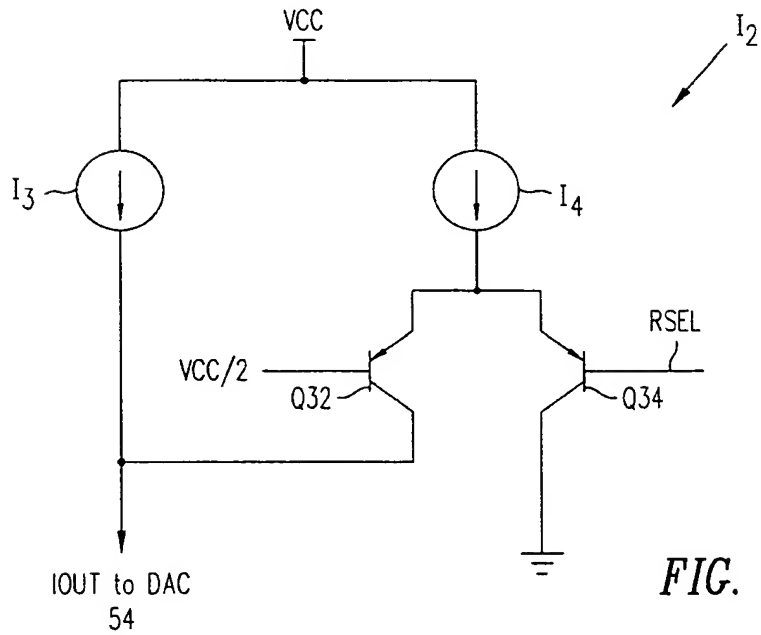 VCC
I2
I3
I4
RSEL
VCC/2
Q32
Q34
IOUT to DAC
54
FIG.